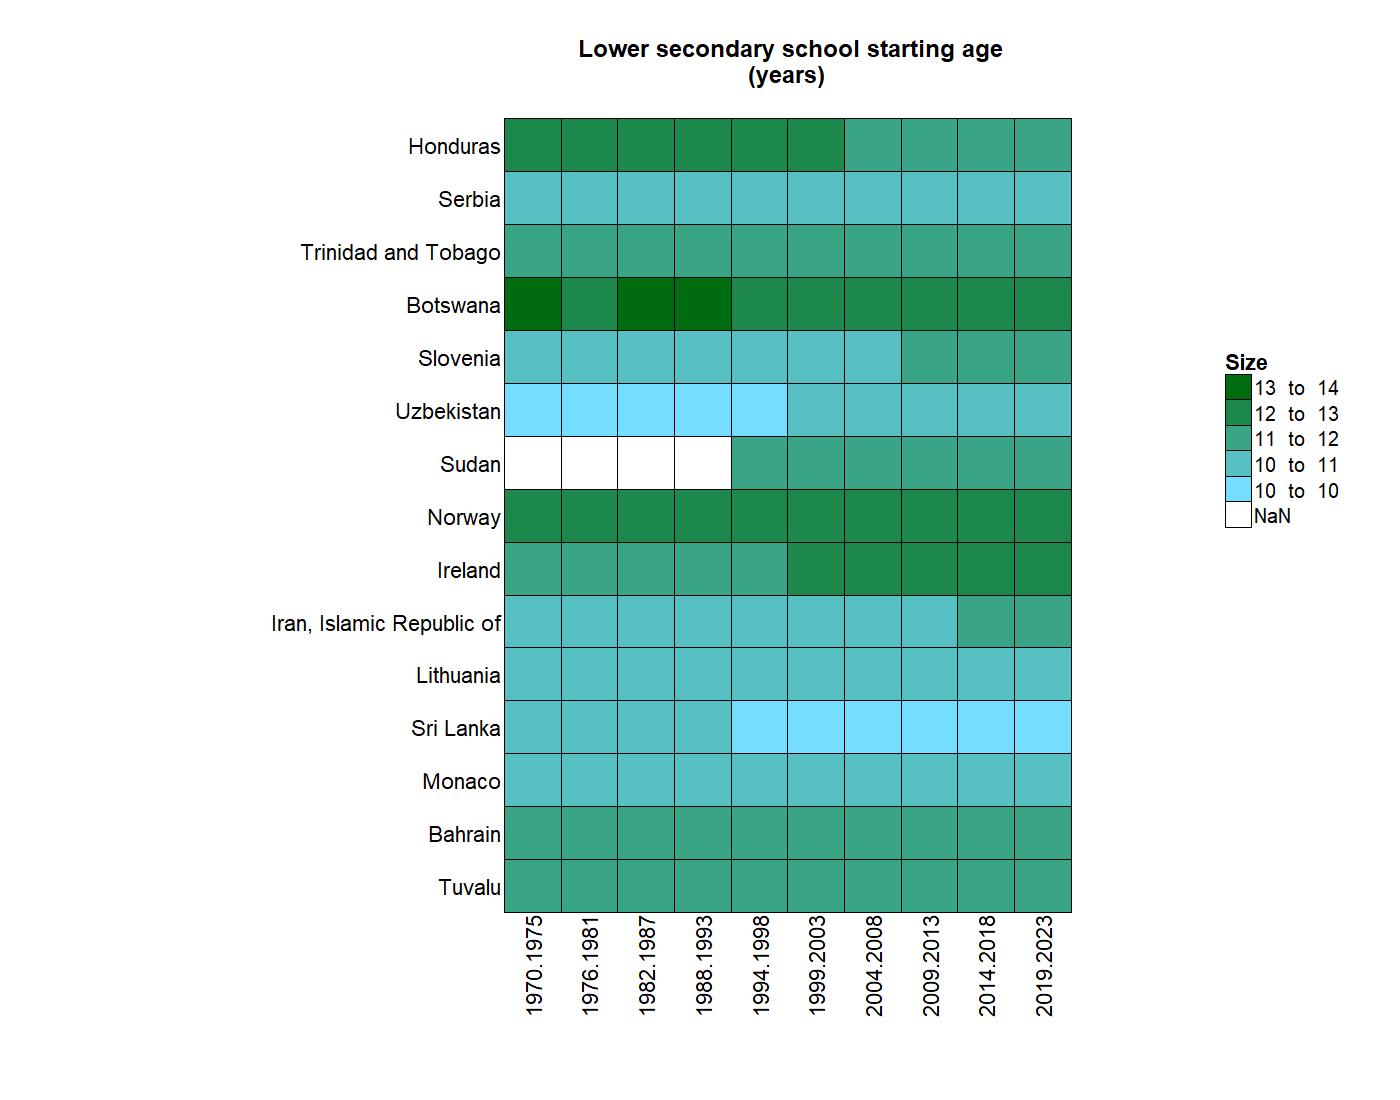 Lower secondary school starting age
(years)
Honduras
Serbia
Trinidad and Tobago
Botswana
Slovenia
Uzbekistan
Sudan
Norway
Ireland
Iran, Islamic Republic of
Lithuania
Sri Lanka
Monaco
Bahrain
Tuvalu
1970.1975
1976.1981
1982.1987
1988.1993
1994.1998
1999.2003
2004.2008
2009.2013
2014.2018
2019.2023
Size
13 to 14
12 to 13
11 to 12
10 to 11
10 to 10
NaN